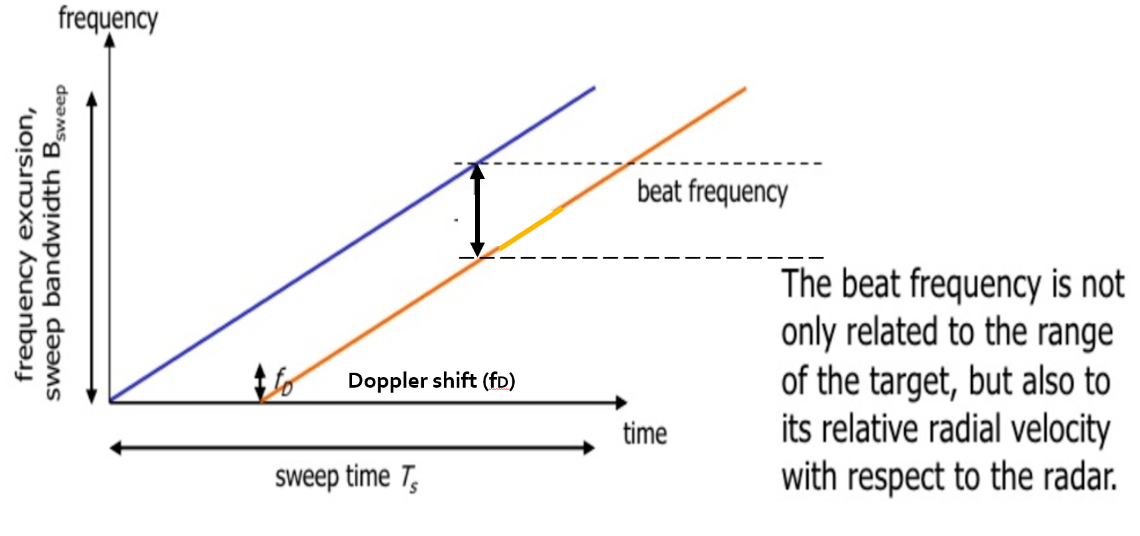 frequency
frequency excursion,
sweep bandwidth Bsweep
beat frequency
The beat frequency is not
only related to the range
of the target, but also to
its relative radial velocity
with respect to the radar.
fD
Doppler shift (fD)
time
sweep time Ts